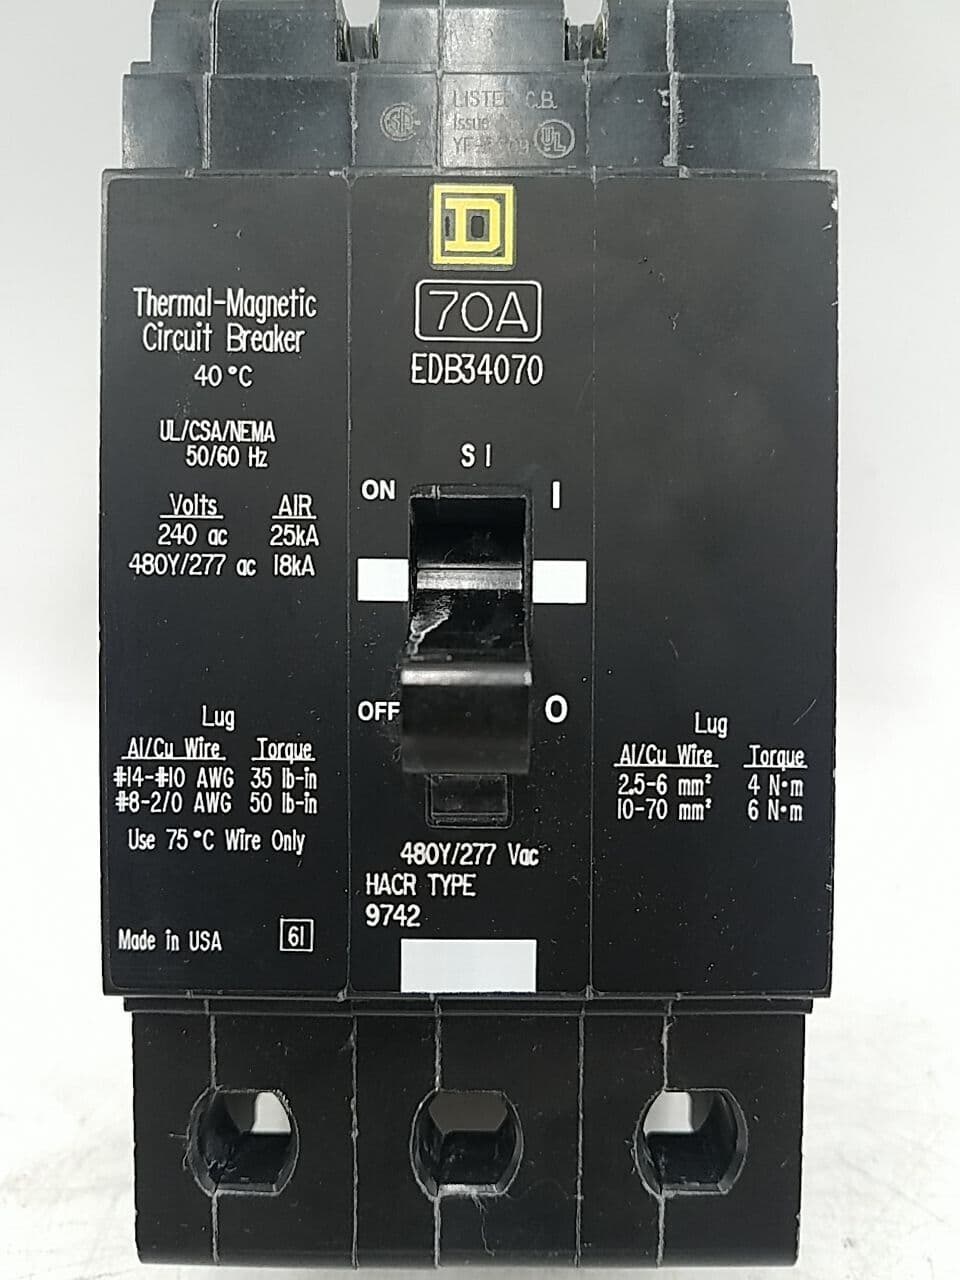 LISTED C.B.
Issue
UL
SA
D
70A
EDB34070
Thermal-Magnetic
Circuit Breaker
40°C
UL/CSA/NEMA
50/60 Hz
Volts AIR
240 ac 25kA
480Y/277 ac 18kA
S I
ON I
OFF O
Lug
Al/Cu Wire Torque
#14-#10 AWG 35 lb-in
#8-2/0 AWG 50 lb-in
Use 75°C Wire Only
Made in USA 61
480Y/277 Vac
HACR TYPE
9742
Lug
Al/Cu Wire Torque
2.5-6 mm² 4 N·m
10-70 mm² 6 N·m